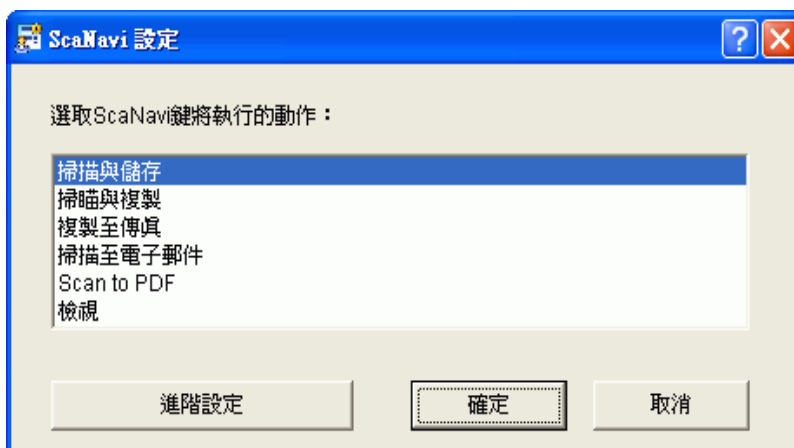 ScaNavi 設定
選取ScaNavi鍵將執行的動作：
掃描與儲存
掃瞄與複製
複製至傳真
掃描至電子郵件
Scan to PDF
檢視
進階設定 確定 取消